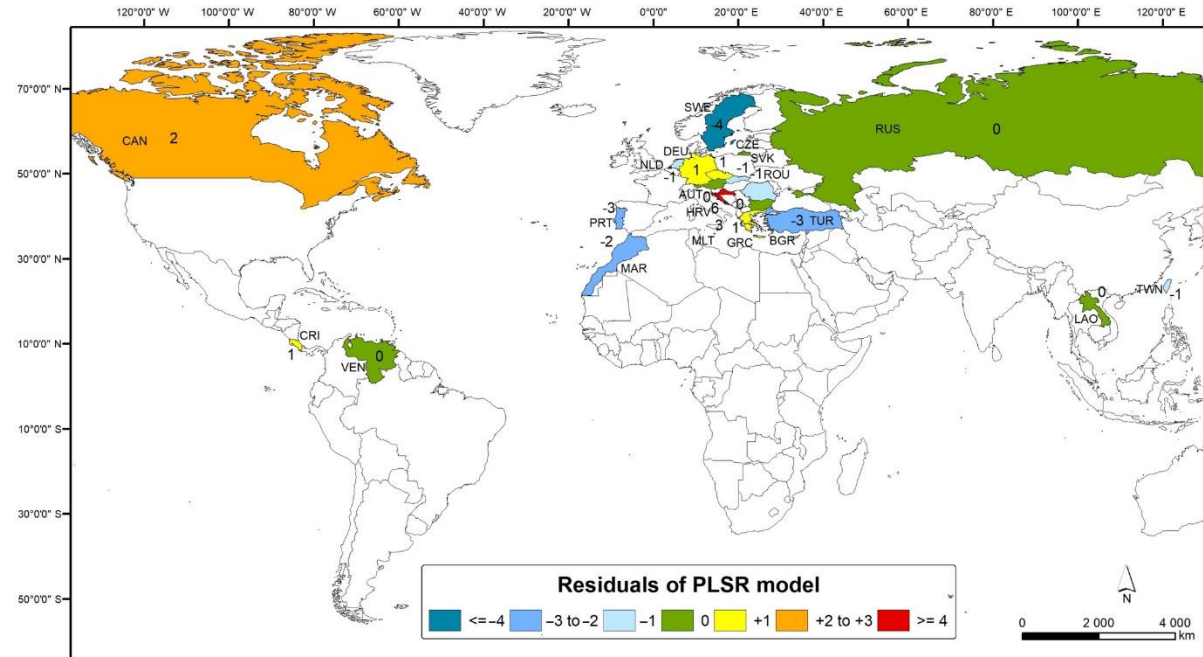 120°0'0" W 100°0'0" W 80°0'0" W 60°0'0" W 40°0'0" W 20°0'0" W 0°0'0" 20°0'0" E 40°0'0" E 60°0'0" E 80°0'0" E 100°0'0" E 120°0'0" E
70°0'0" N
50°0'0" N
30°0'0" N
10°0'0" N
10°0'0" S
30°0'0" S
50°0'0" S
CAN 2
SWE -4
RUS 0
DEU 1
CZE 1
NLD -1
SVK -1
ROU -1
AUT 0
HRV 6
0
PRT -3
MLT 3
GRC 1
BGR
-3 TUR
-2
MAR
CRI
1
VEN 0
TWN -1
LAO 0
Residuals of PLSR model
<=–4 –3 to –2 –1 0 +1 +2 to +3 >= 4
N
0 2 000 4 000
km